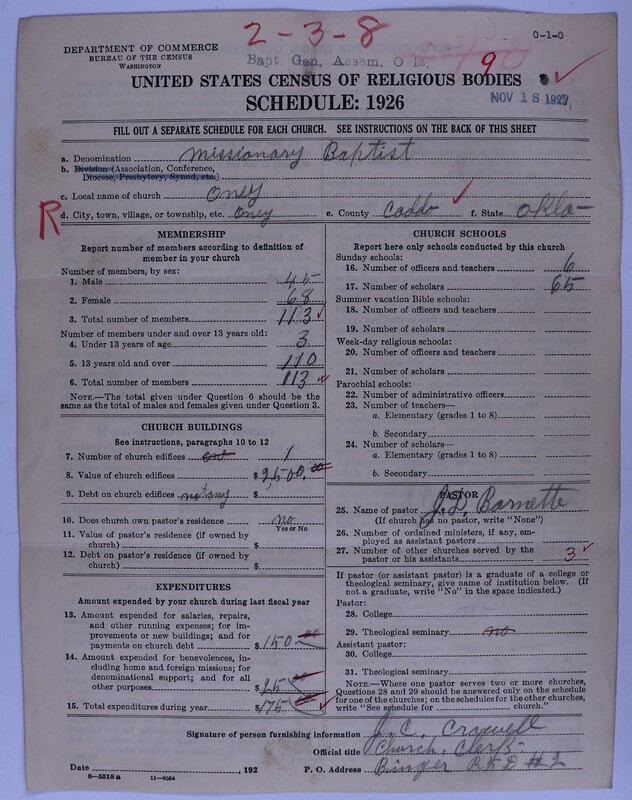 2-3-8
0-1-0
DEPARTMENT OF COMMERCE
BUREAU OF THE CENSUS
WASHINGTON
Bapt. Gen. Assem. Okla.
9
UNITED STATES CENSUS OF RELIGIOUS BODIES
SCHEDULE: 1926
NOV 18 1927
FILL OUT A SEPARATE SCHEDULE FOR EACH CHURCH. SEE INSTRUCTIONS ON THE BACK OF THIS SHEET
a. Denomination Missionary Baptist
b. Division (Association, Conference,
Diocese, Presbytery, Synod, etc.)
c. Local name of church Oney
R
d. City, town, village, or township, etc. Oney e. County Caddo f. State Okla
MEMBERSHIP
Report number of members according to definition of
member in your church
Number of members, by sex:
1. Male 45
2. Female 68
3. Total number of members 113
Number of members under and over 13 years old:
4. Under 13 years of age 3
5. 13 years old and over 110
6. Total number of members 113
NOTE.—The total given under Question 6 should be
same as the total of males and females given under Question 3.
CHURCH BUILDINGS
See instructions, paragraphs 10 to 12
7. Number of church edifices one 1
8. Value of church edifices $2,500.00
9. Debt on church edifices not any $
10. Does church own pastor's residence no
Yes or No
11. Value of pastor's residence (if owned by
church) $
12. Debt on pastor's residence (if owned by
church) $
EXPENDITURES
Amount expended by your church during last fiscal year
13. Amount expended for salaries, repairs,
and other running expenses; for im-
provements or new buildings; and for
payments on church debt $150 00
14. Amount expended for benevolences, in-
cluding home and foreign missions; for
denominational support; and for all
other purposes $25 00
15. Total expenditures during year $175 00
CHURCH SCHOOLS
Report here only schools conducted by this church
Sunday schools:
16. Number of officers and teachers 6
17. Number of scholars 65
Summer vacation Bible schools:
18. Number of officers and teachers
19. Number of scholars
Week-day religious schools:
20. Number of officers and teachers
21. Number of scholars
Parochial schools:
22. Number of administrative officers
23. Number of teachers—
a. Elementary (grades 1 to 8)
b. Secondary
24. Number of scholars—
a. Elementary (grades 1 to 8)
b. Secondary
PASTOR
25. Name of pastor Barnette
(If church has no pastor, write "None")
26. Number of ordained ministers, if any, em-
ployed as assistant pastors
27. Number of other churches served by the
pastor or his assistants 3
If pastor (or assistant pastor) is a graduate of a college or
theological seminary, give name of institution below. (If
not a graduate, write "No" in the space indicated.)
Pastor:
28. College
29. Theological seminary no
Assistant pastor:
30. College
31. Theological seminary
NOTE.—Where one pastor serves two or more churches,
Questions 28 and 29 should be answered only on the schedule
for one of the churches; on the schedules for the other churches,
write "See schedule for church."
Signature of person furnishing information J. C. Crowell
Official title Church Clerk
Date , 192 P. O. Address Binger R F D #2
8-5518a 11-4064